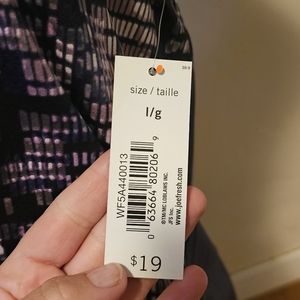 size / taille
l/g
WF5A440013
0 63664 80206 9
®TM/MC LOBLAWS INC.
JFS Inc.
www.joefresh.com
$19